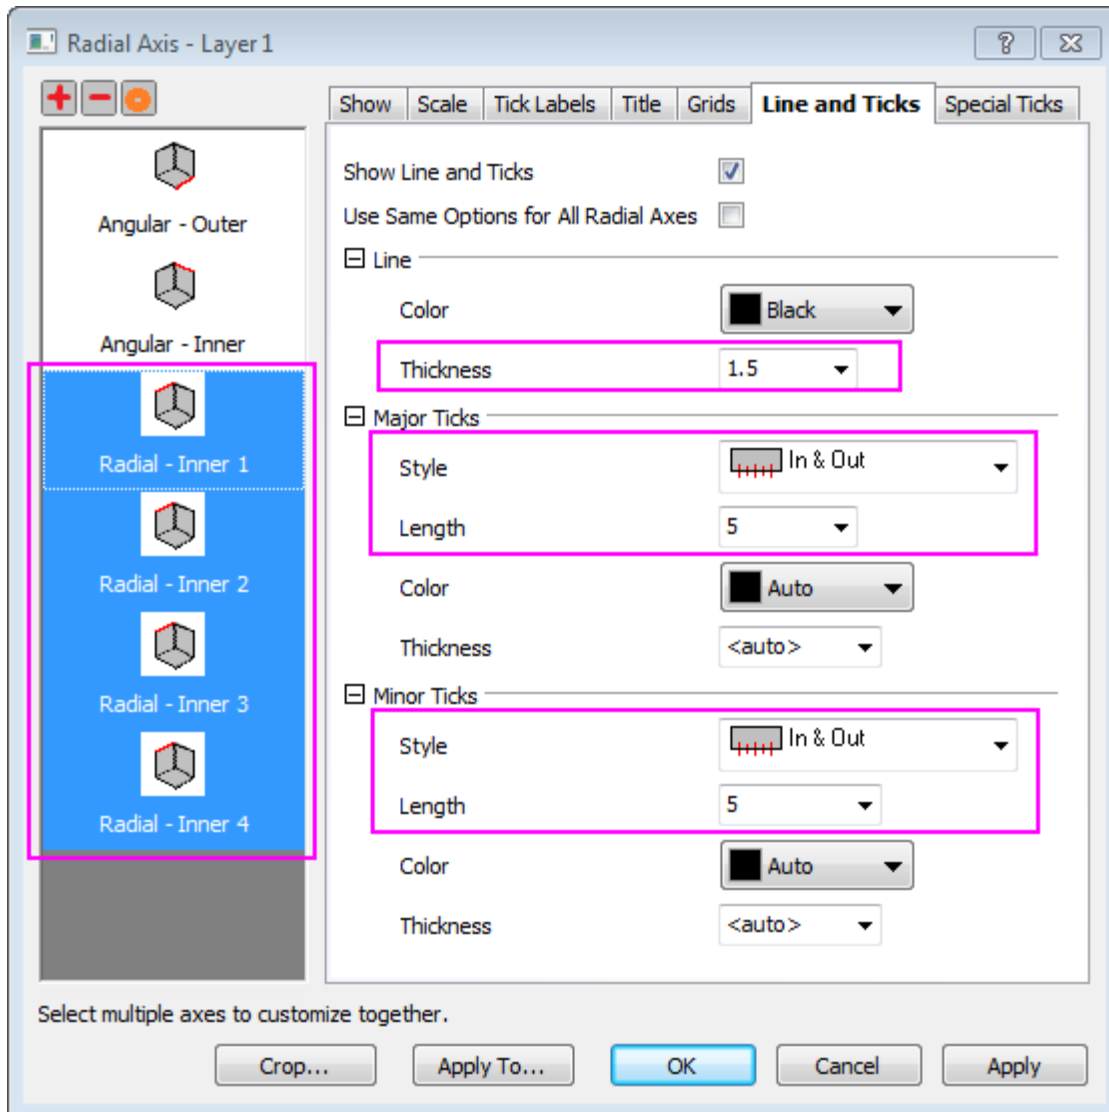 Radial Axis - Layer 1
Show Scale Tick Labels Title Grids Line and Ticks Special Ticks
Angular - Outer
Angular - Inner
Radial - Inner 1
Radial - Inner 2
Radial - Inner 3
Radial - Inner 4
Show Line and Ticks
Use Same Options for All Radial Axes
Line
Color Black
Thickness 1.5
Major Ticks
Style In & Out
Length 5
Color Auto
Thickness <auto>
Minor Ticks
Style In & Out
Length 5
Color Auto
Thickness <auto>
Select multiple axes to customize together.
Crop... Apply To... OK Cancel Apply